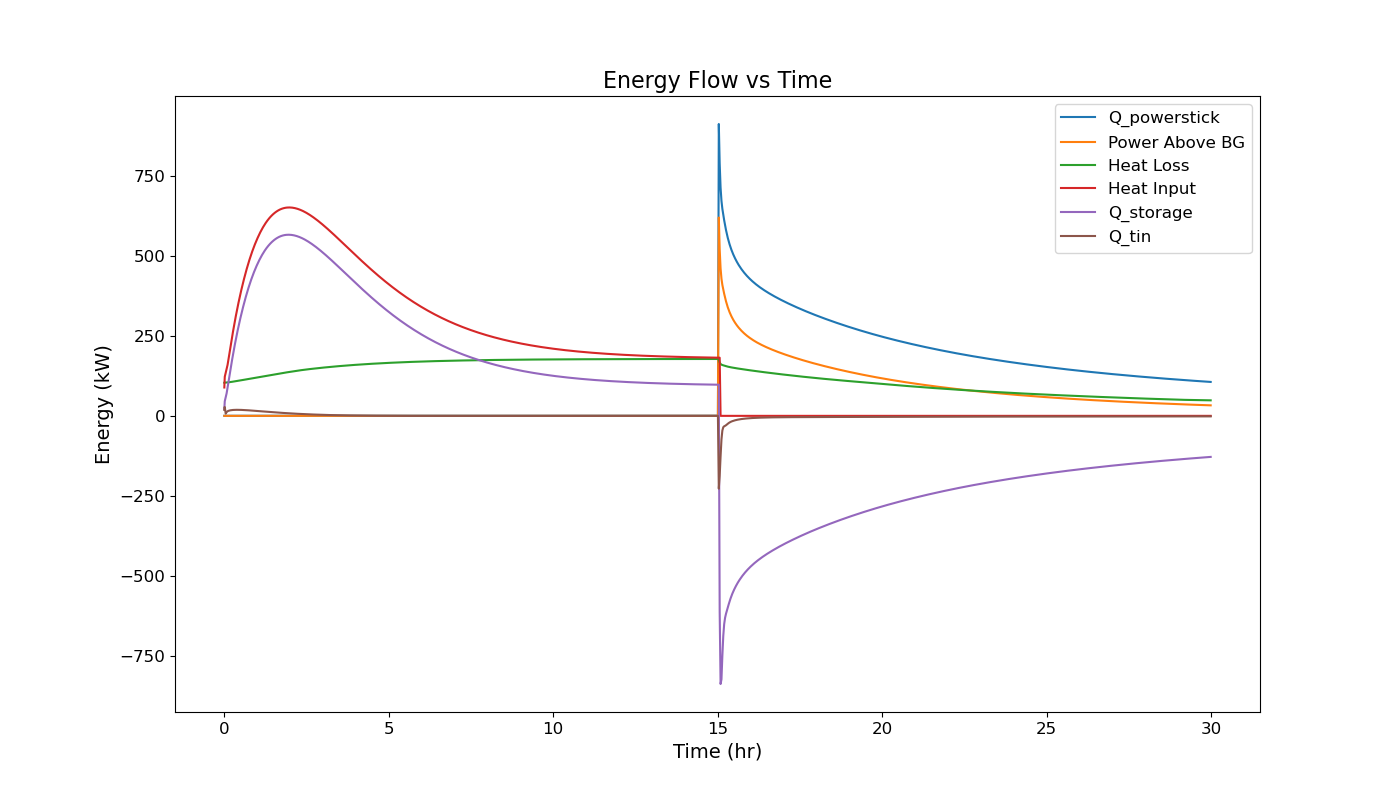 Energy Flow vs Time
Energy (kW)
750
500
250
0
−250
−500
−750
Q_powerstick
Power Above BG
Heat Loss
Heat Input
Q_storage
Q_tin
0 5 10 15 20 25 30
Time (hr)